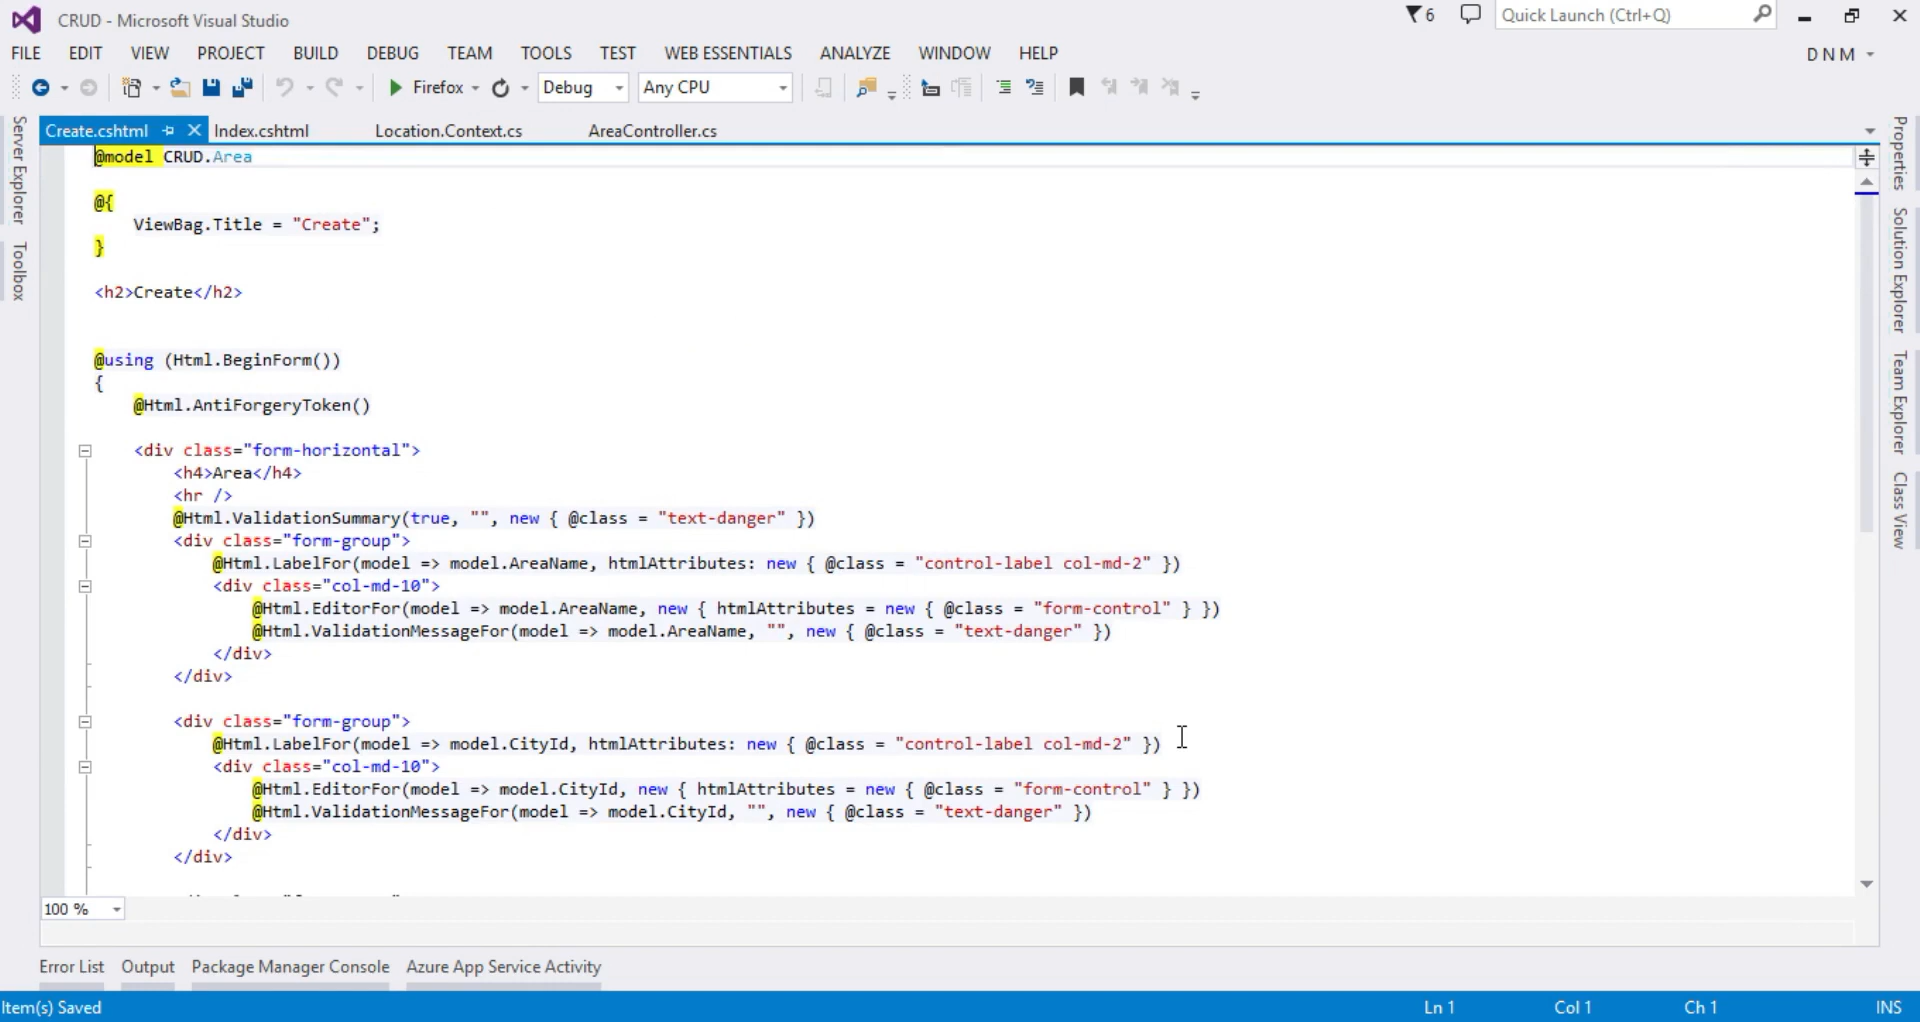 CRUD - Microsoft Visual Studio
6
Quick Launch (Ctrl+Q)
FILE EDIT VIEW PROJECT BUILD DEBUG TEAM TOOLS TEST WEB ESSENTIALS ANALYZE WINDOW HELP
D N M
Firefox Debug Any CPU
Create.cshtml Index.cshtml Location.Context.cs AreaController.cs
Server Explorer
Toolbox
@model CRUD.Area
@{
ViewBag.Title = "Create";
}
<h2>Create</h2>
@using (Html.BeginForm())
{
@Html.AntiForgeryToken()
<div class="form-horizontal">
<h4>Area</h4>
<hr />
@Html.ValidationSummary(true, "", new { @class = "text-danger" })
<div class="form-group">
@Html.LabelFor(model => model.AreaName, htmlAttributes: new { @class = "control-label col-md-2" })
<div class="col-md-10">
@Html.EditorFor(model => model.AreaName, new { htmlAttributes = new { @class = "form-control" } })
@Html.ValidationMessageFor(model => model.AreaName, "", new { @class = "text-danger" })
</div>
</div>
<div class="form-group">
@Html.LabelFor(model => model.CityId, htmlAttributes: new { @class = "control-label col-md-2" })
<div class="col-md-10">
@Html.EditorFor(model => model.CityId, new { htmlAttributes = new { @class = "form-control" } })
@Html.ValidationMessageFor(model => model.CityId, "", new { @class = "text-danger" })
</div>
</div>
Properties
Solution Explorer
Team Explorer
Class View
100 %
Error List Output Package Manager Console Azure App Service Activity
Item(s) Saved Ln 1 Col 1 Ch 1 INS